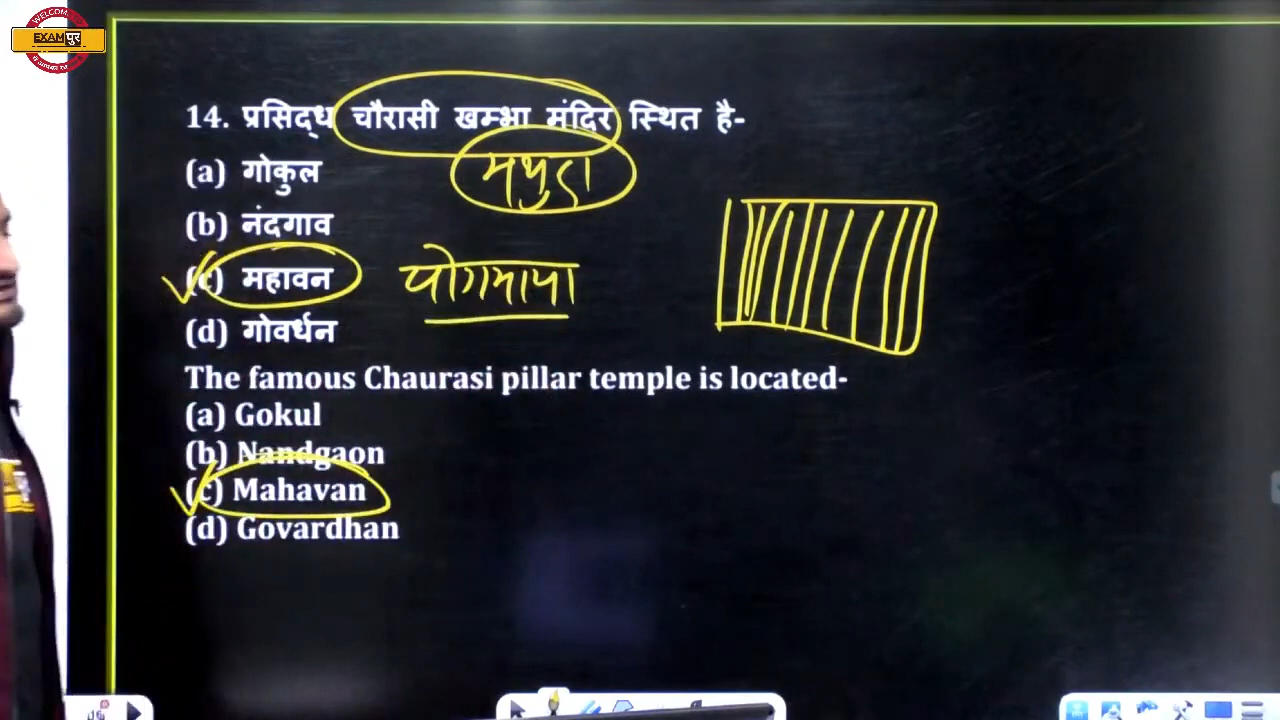 WELCOME
EXAMपुर
14. प्रसिद्ध चौरासी खम्भा मंदिर स्थित है-
(a) गोकुल
मथुरा
(b) नंदगाव
(c) महावन
योगमाया
(d) गोवर्धन
The famous Chaurasi pillar temple is located-
(a) Gokul
(b) Nandgaon
(c) Mahavan
(d) Govardhan